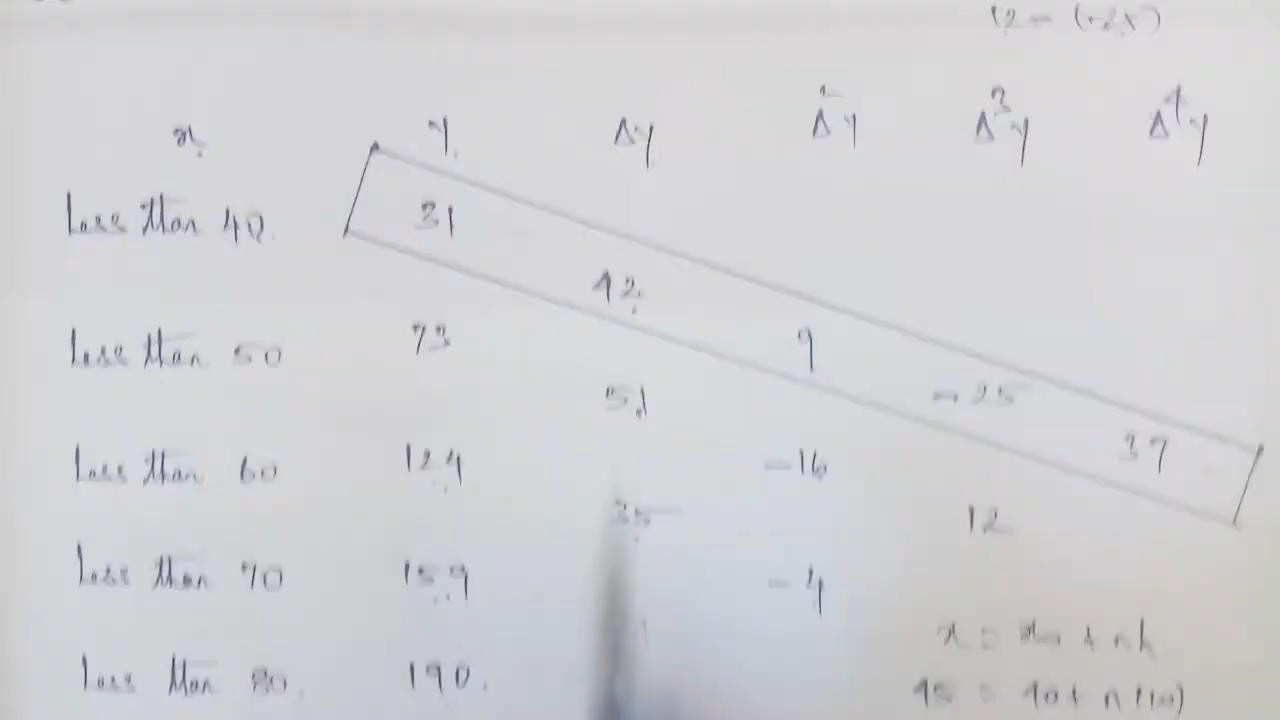 12 - (-25)
x y Δy Δ²y Δ³y Δ⁴y
Less than 40 31
42
Less than 50 73 9
51 -25
Less than 60 124 -16 37
35 12
Less than 70 159 -4
x = x₀ + nh
Less than 80 190
45 = 40 + n(10)